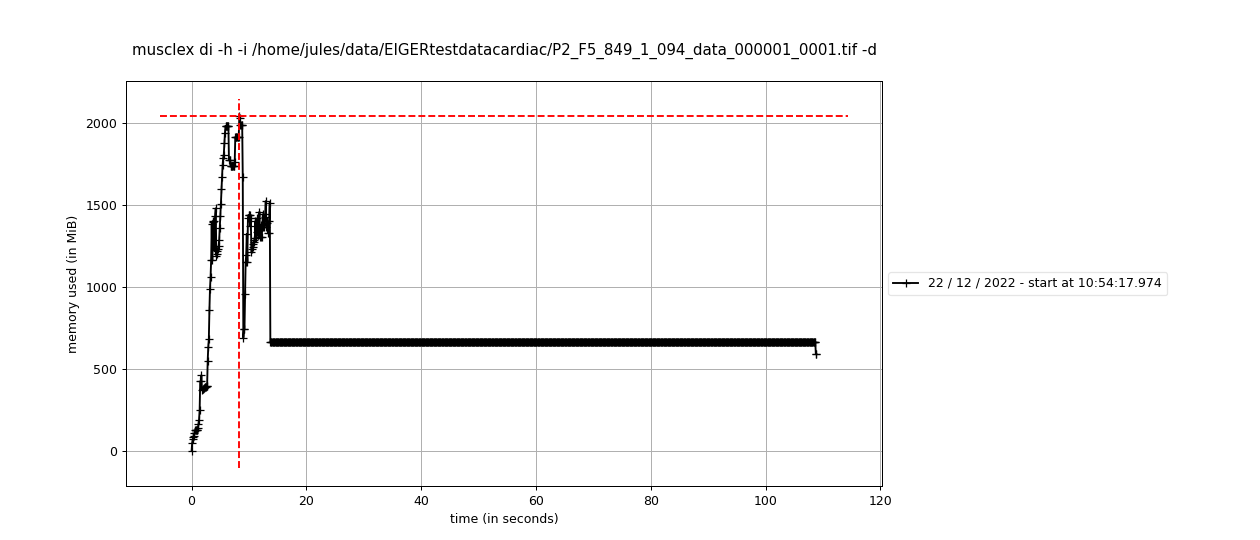 musclex di -h -i /home/jules/data/EIGERtestdatacardiac/P2_F5_849_1_094_data_000001_0001.tif -d
memory used (in MiB)
2000
1500
1000
500
0
0 20 40 60 80 100 120
time (in seconds)
22 / 12 / 2022 - start at 10:54:17.974